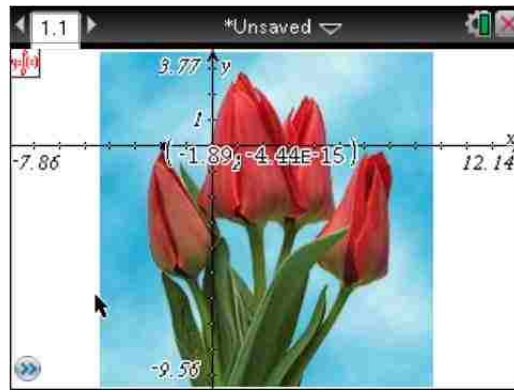 1.1 *Unsaved
3.77 y
1
x
(-1.89,-4.44E-15)
-7.86 12.14
-9.56